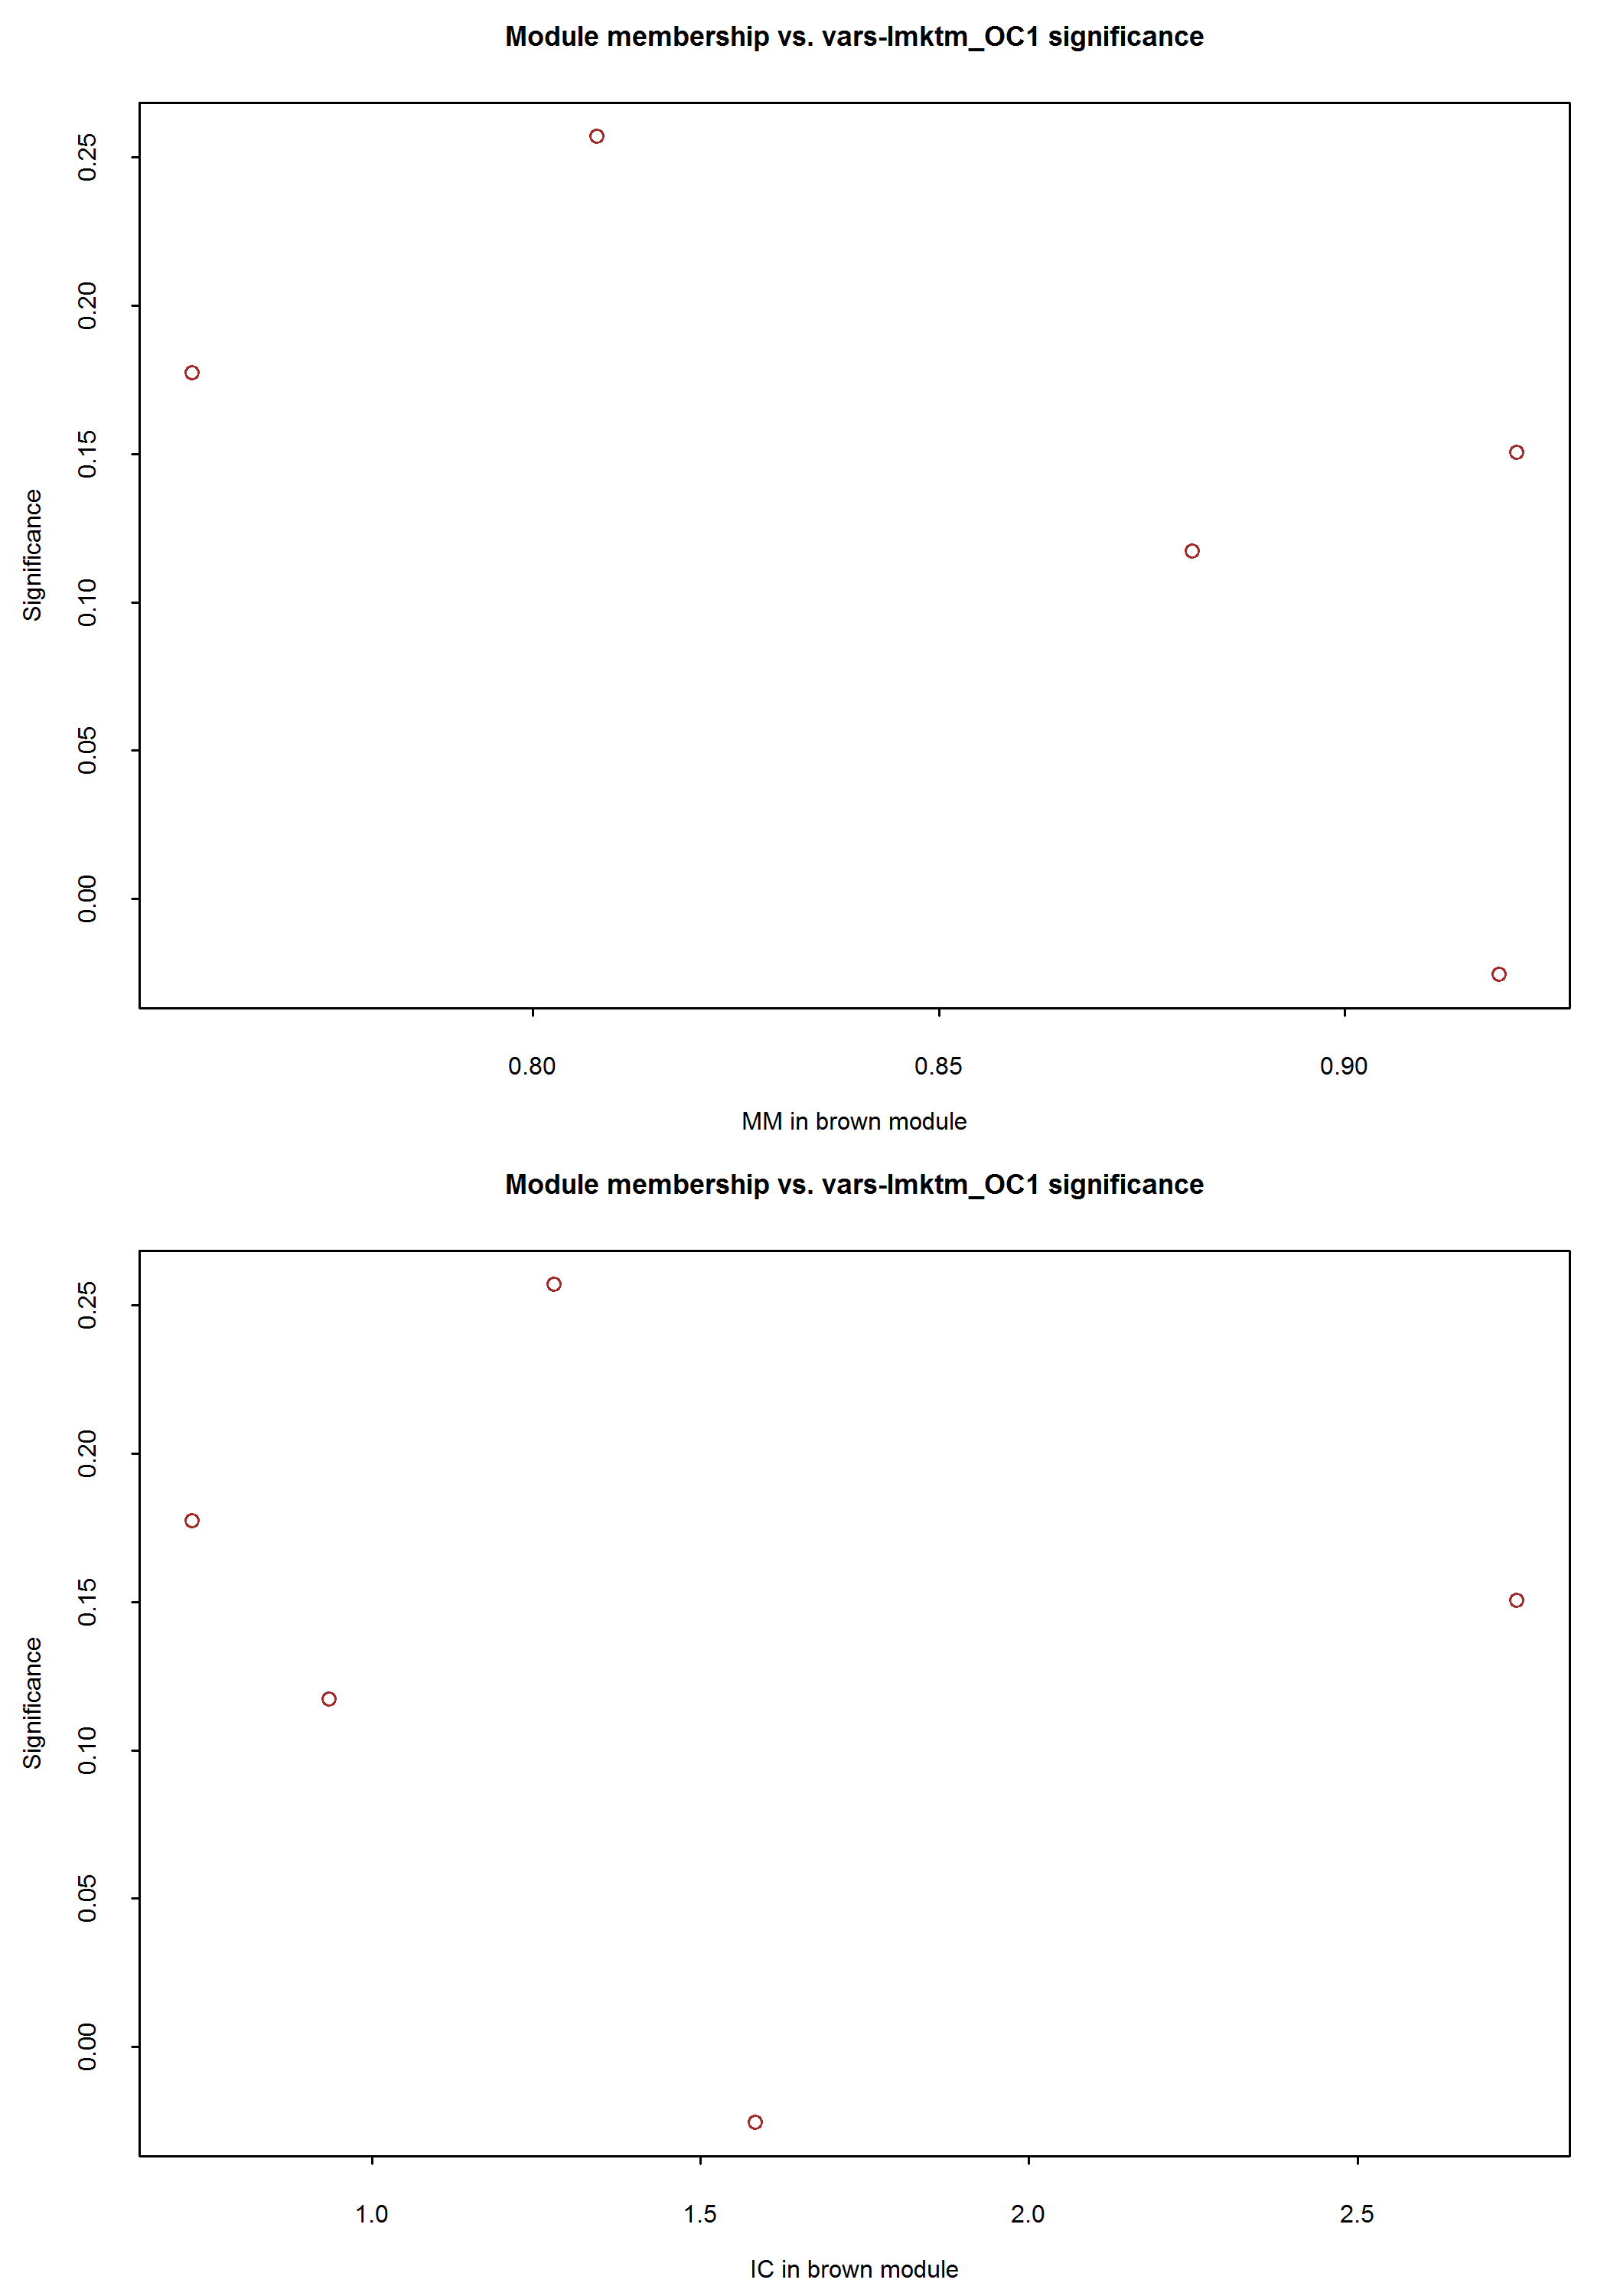 Module membership vs. vars-lmktm_OC1 significance
0.25
0.20
0.15
0.10
0.05
0.00
Significance
0.80 0.85 0.90
MM in brown module
Module membership vs. vars-lmktm_OC1 significance
0.25
0.20
0.15
0.10
0.05
0.00
Significance
1.0 1.5 2.0 2.5
IC in brown module